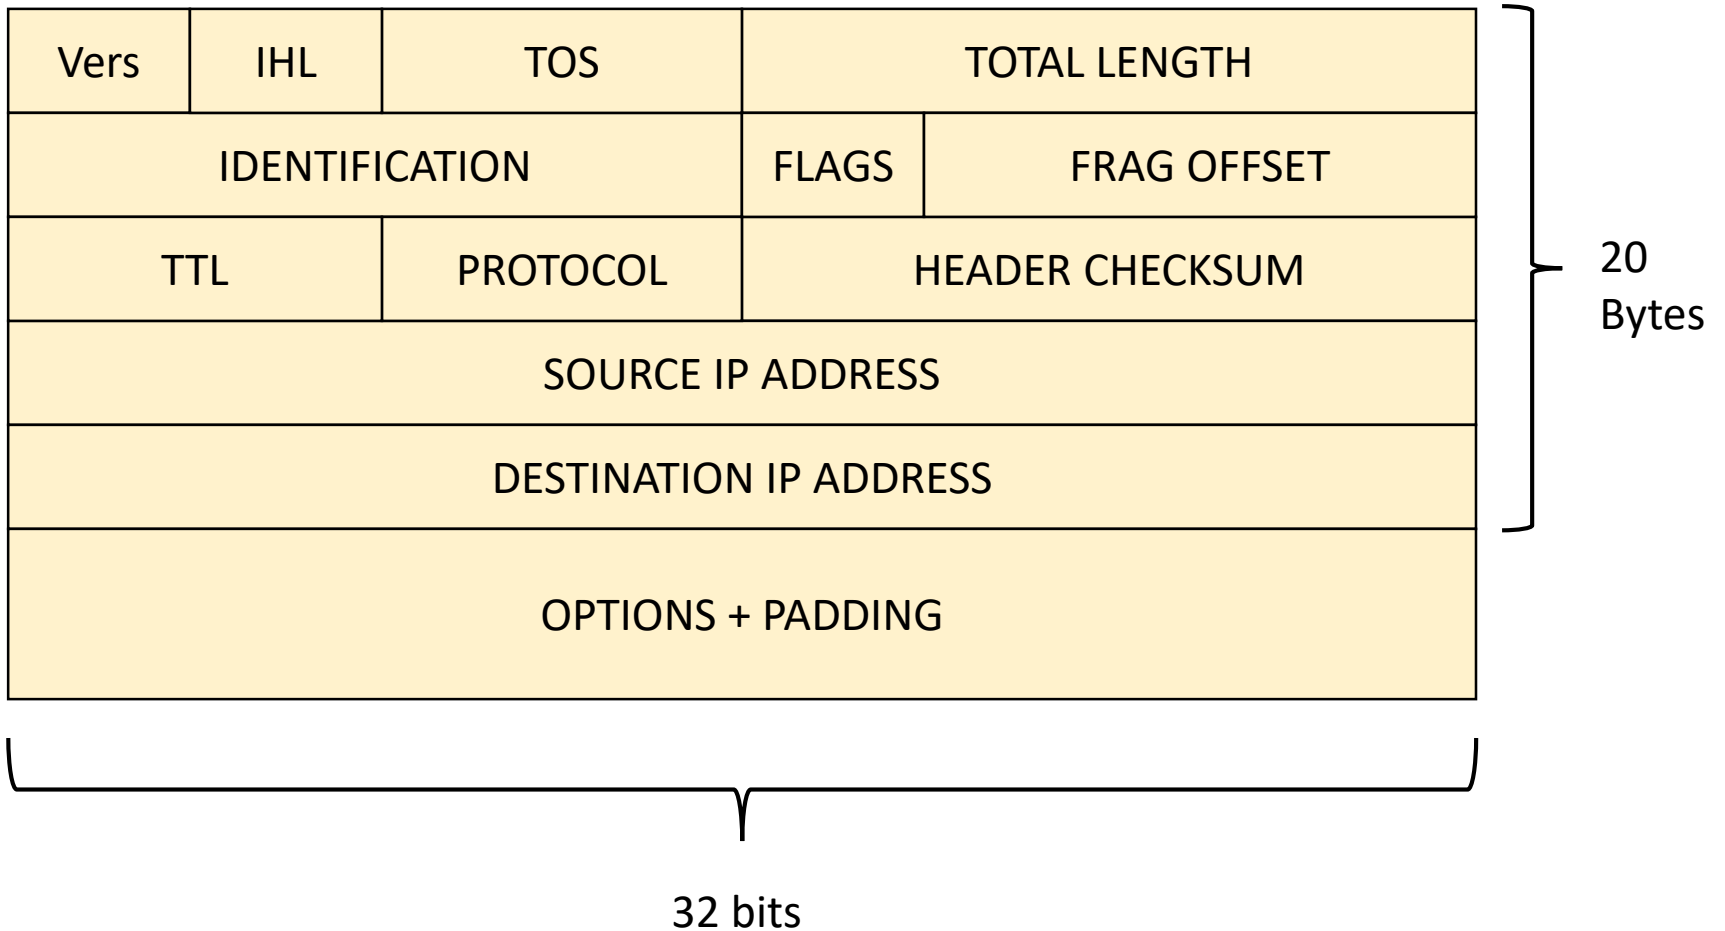 Vers IHL TOS TOTAL LENGTH
IDENTIFICATION FLAGS FRAG OFFSET
TTL PROTOCOL HEADER CHECKSUM
SOURCE IP ADDRESS
DESTINATION IP ADDRESS
OPTIONS + PADDING
20
Bytes
32 bits